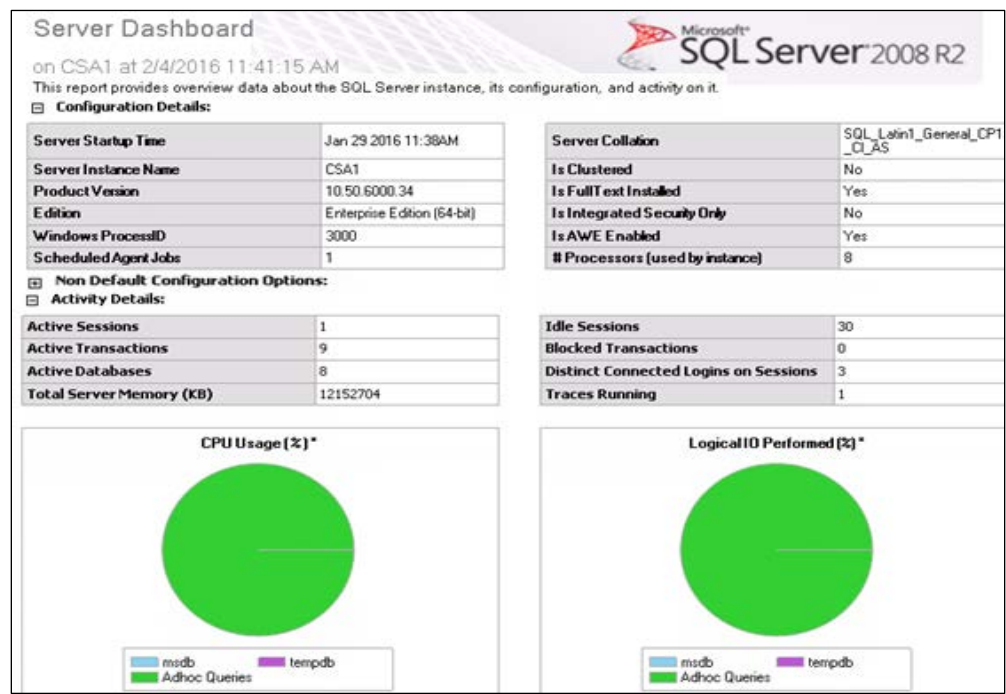 Server Dashboard
Microsoft®
SQL Server® 2008 R2
on CSA1 at 2/4/2016 11:41:15 AM
This report provides overview data about the SQL Server instance, its configuration, and activity on it.
Configuration Details:
Server Startup Time Jan 29 2016 11:38AM
Server Instance Name CSA1
Product Version 10.50.6000.34
Edition Enterprise Edition (64-bit)
Windows ProcessID 3000
Scheduled Agent Jobs 1
Server Collation SQL_Latin1_General_CP1
_CI_AS
Is Clustered No
Is FullText Installed Yes
Is Integrated Security Only No
Is AWE Enabled Yes
# Processors (used by instance) 8
Non Default Configuration Options:
Activity Details:
Active Sessions 1
Active Transactions 9
Active Databases 8
Total Server Memory (KB) 12152704
Idle Sessions 30
Blocked Transactions 0
Distinct Connected Logins on Sessions 3
Traces Running 1
CPU Usage (%)*
msdb tempdb
Adhoc Queries
Logical IO Performed (%)*
msdb tempdb
Adhoc Queries